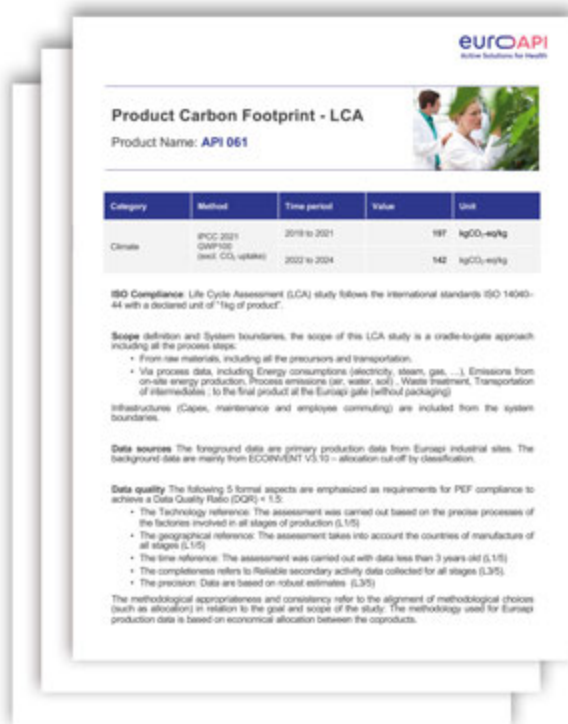 euroAPI
Active Solutions for Health
Product Carbon Footprint - LCA
Product Name: API 061
Category Method Time period Value Unit
Climate IPCC 2021 GWP100 (excl. CO₂ uptake) 2019 to 2021 197 kgCO₂-eq/kg
2022 to 2024 142 kgCO₂-eq/kg
ISO Compliance: Life Cycle Assessment (LCA) study follows the international standards ISO 14040-
44 with a declared unit of "1kg of product".
Scope definition and System boundaries, the scope of this LCA study is a cradle-to-gate approach
including all the process steps:
• From raw materials, including all the precursors and transportation.
• Via process data, including Energy consumptions (electricity, steam, gas, …), Emissions from
on-site energy production, Process emissions (air, water, soil) , Waste treatment, Transportation
of intermediates ; to the final product at the Euroapi gate (without packaging)
Infrastructures (Capex, maintenance and employee commuting) are included from the system
boundaries.
Data sources The foreground data are primary production data from Euroapi industrial sites. The
background data are mainly from ECOINVENT V3.10 – allocation cut-off by classification.
Data quality The following 5 formal aspects are emphasized as requirements for PEF compliance to
achieve a Data Quality Ratio (DQR) < 1.5:
• The Technology reference: The assessment was carried out based on the precise processes of
the factories involved in all stages of production (L1/5)
• The geographical reference: The assessment takes into account the countries of manufacture of
all stages (L1/5)
• The time reference: The assessment was carried out with data less than 3 years old (L1/5)
• The completeness refers to Reliable secondary activity data collected for all stages (L3/5).
• The precision: Data are based on robust estimates (L3/5)
The methodological appropriateness and consistency refer to the alignment of methodological choices
(such as allocation) in relation to the goal and scope of the study. The methodology used for Euroapi
production data is based on economical allocation between the coproducts.